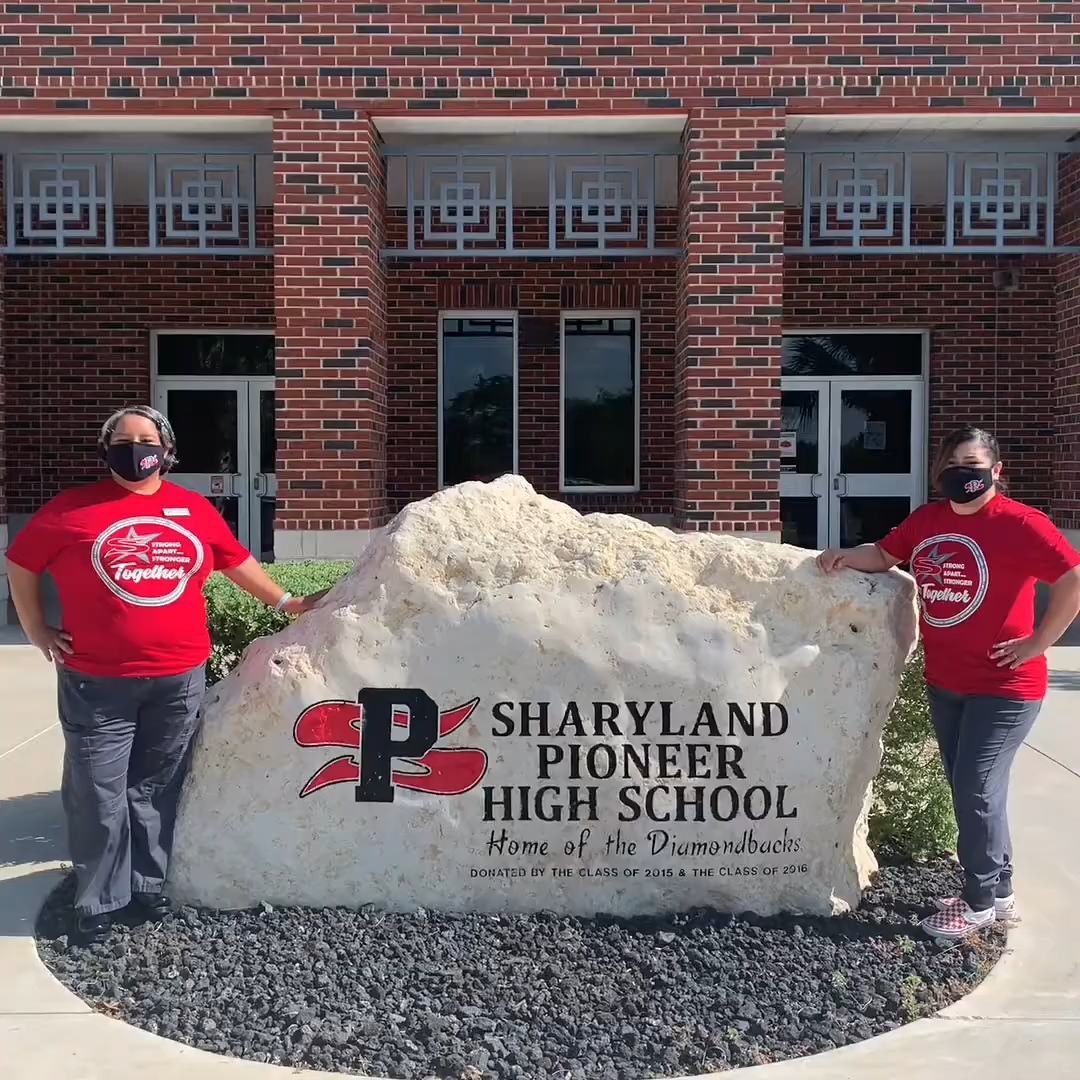 STRONG
APART...
STRONGER
Together
STRONG
APART...
STRONGER
Together
P
SHARYLAND
PIONEER
HIGH SCHOOL
Home of the Diamondbacks
DONATED BY THE CLASS OF 2015 & THE CLASS OF 2016